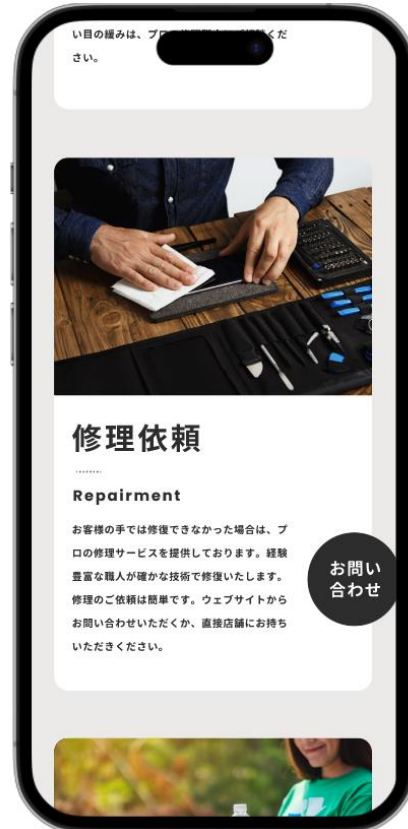 い目の緩みは、プ
くだ
さい。
修理依頼
Repairment
お客様の手では修復できなかった場合は、プ
ロの修理サービスを提供しております。経験
豊富な職人が確かな技術で修復いたします。
修理のご依頼は簡単です。ウェブサイトから
お問い合わせいただくか、直接店舗にお持ち
いただきください。
お問い
合わせ